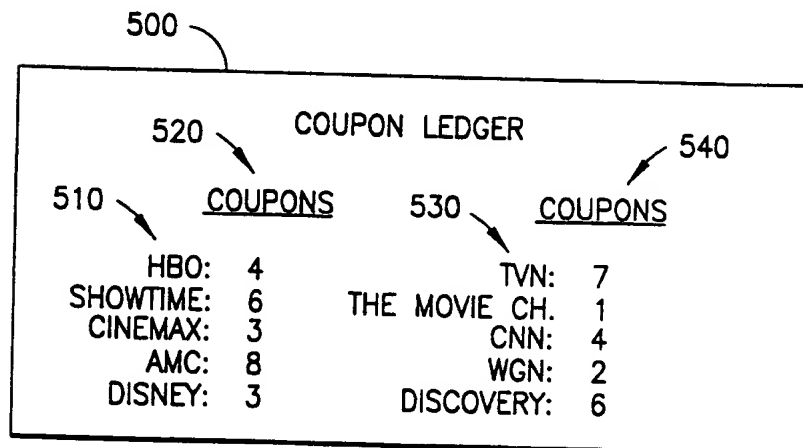 500
COUPON LEDGER
520
540
COUPONS
COUPONS
510
530
HBO: 4
SHOWTIME: 6
CINEMAX: 3
AMC: 8
DISNEY: 3
TVN: 7
THE MOVIE CH. 1
CNN: 4
WGN: 2
DISCOVERY: 6